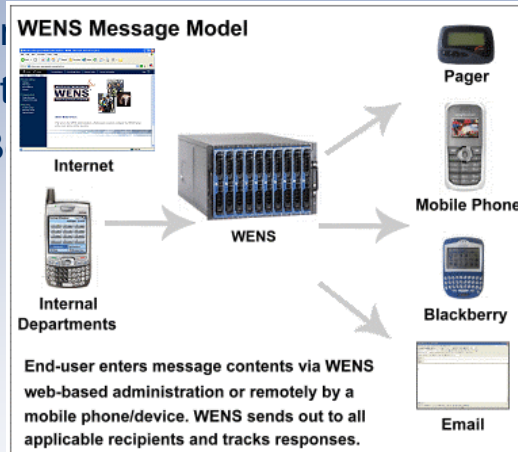 WENS Message Model
WENS
Internet
Pager
Mobile Phone
WENS
Internal
Departments
Blackberry
Email
End-user enters message contents via WENS
web-based administration or remotely by a
mobile phone/device. WENS sends out to all
applicable recipients and tracks responses.